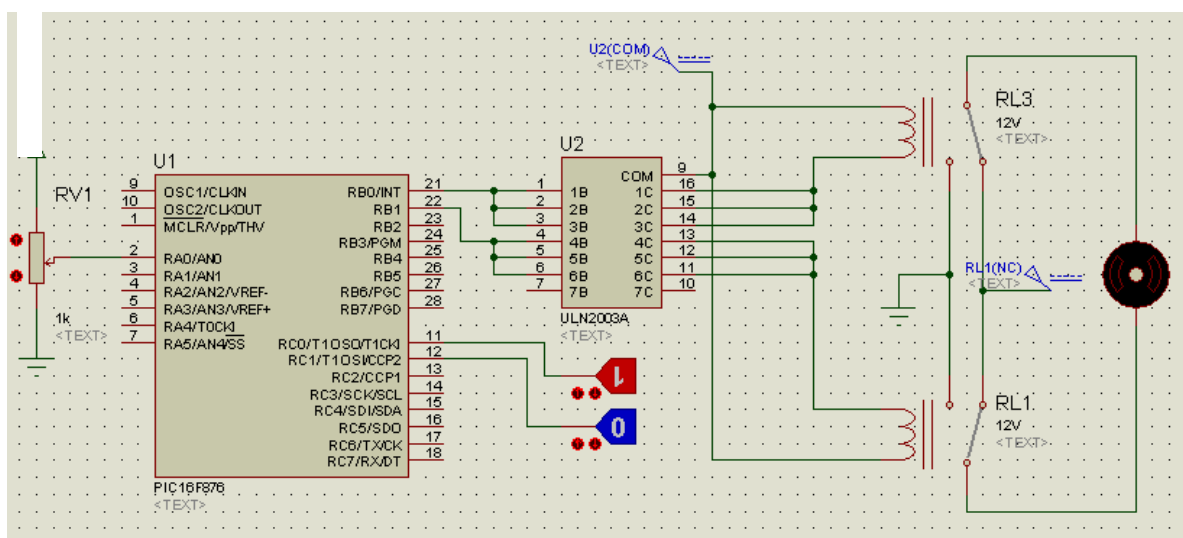 U2(COM)
<TEXT>
RL3
12V
<TEXT>
U1
U2
RV1
1k
<TEXT>
9 OSC1/CLKIN RB0/INT 21
10 OSC2/CLKOUT RB1 22
1 MCLR/Vpp/THV RB2 23
RB3/PGM 24
2 RA0/AN0 RB4 25
3 RA1/AN1 RB5 26
4 RA2/AN2/VREF- RB6/PGC 27
5 RA3/AN3/VREF+ RB7/PGD 28
6 RA4/T0CKI
7 RA5/AN4/SS RC0/T1OSO/T1CKI 11
RC1/T1OSI/CCP2 12
RC2/CCP1 13
RC3/SCK/SCL 14
RC4/SDI/SDA 15
RC5/SDO 16
RC6/TX/CK 17
RC7/RX/DT 18
PIC16F876
<TEXT>
COM 9
1 1B 1C 16
2 2B 2C 15
3 3B 3C 14
4 4B 4C 13
5 5B 5C 12
6 6B 6C 11
7 7B 7C 10
ULN2003A
<TEXT>
1
0
RL1(NC)
<TEXT>
RL1
12V
<TEXT>